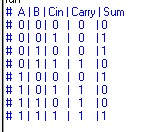 # A | B | Cin | Carry | Sum
# 0 | 0 | 0 | 0 | 0
# 0 | 0 | 1 | 0 | 1
# 0 | 1 | 0 | 0 | 1
# 0 | 1 | 1 | 1 | 0
# 1 | 0 | 0 | 0 | 1
# 1 | 0 | 1 | 1 | 0
# 1 | 1 | 0 | 1 | 0
# 1 | 1 | 1 | 1 | 1